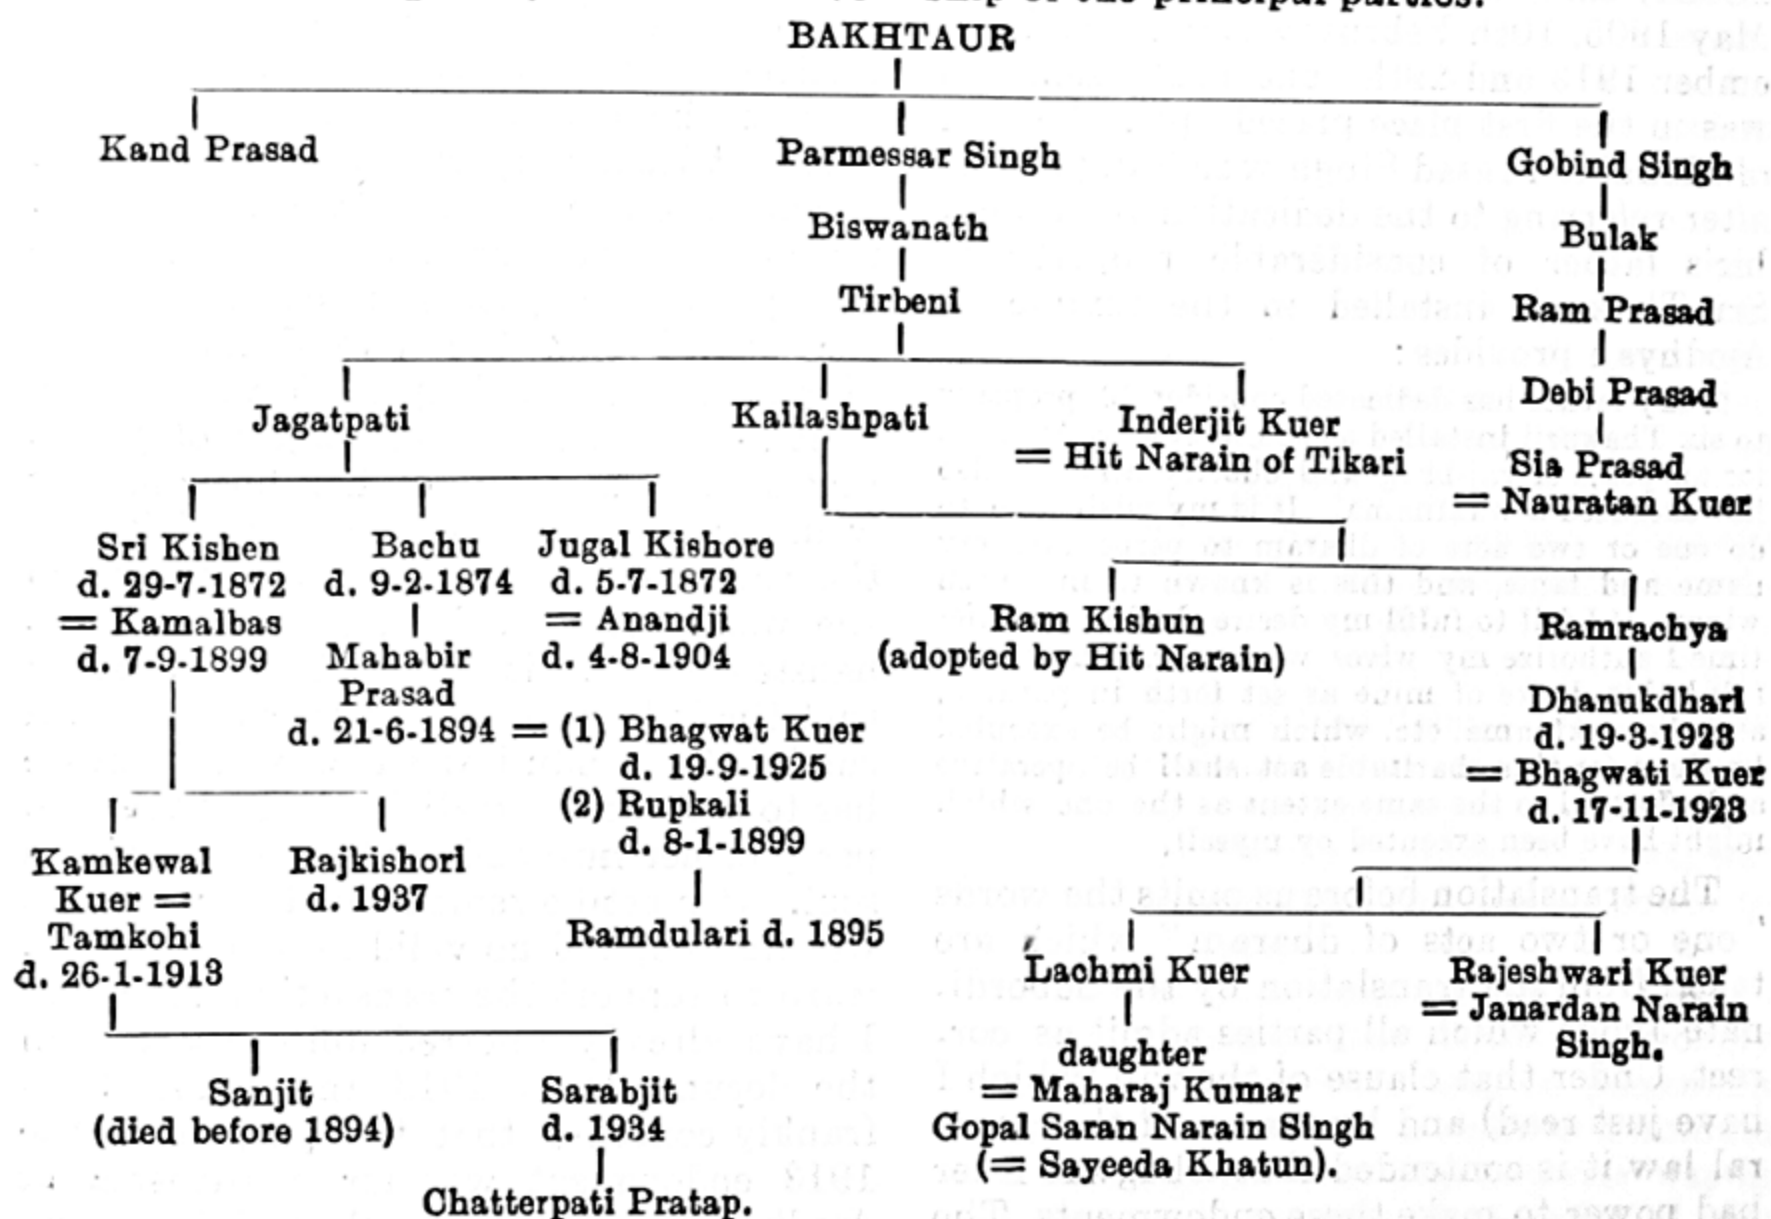 ship of the principal parties.
BAKHTAUR
Kand Prasad
Parmessar Singh
Gobind Singh
Biswanath
Bulak
Tirbeni
Ram Prasad
Debi Prasad
Jagatpati
Kailashpati
Inderjit Kuer
= Hit Narain of Tikari
Sia Prasad
= Nauratan Kuer
Sri Kishen
d. 29-7-1872
= Kamalbas
d. 7-9-1899
Bachu
d. 9-2-1874
Mahabir
Prasad
d. 21-6-1894 = (1) Bhagwat Kuer
d. 19-9-1925
(2) Rupkali
d. 8-1-1899
Jugal Kishore
d. 5-7-1872
= Anandji
d. 4-8-1904
Ram Kishun
(adopted by Hit Narain)
Ramrachya
Dhanukdhari
d. 19-3-1923
= Bhagwati Kuer
d. 17-11-1923
Kamkewal
Kuer =
Tamkohi
d. 26-1-1913
Rajkishori
d. 1937
Ramdulari d. 1895
Lachmi Kuer
Rajeshwari Kuer
= Janardan Narain
Singh.
daughter
= Maharaj Kumar
Gopal Saran Narain Singh
(= Sayeeda Khatun).
Sanjit
(died before 1894)
Sarabjit
d. 1934
Chatterpati Pratap.